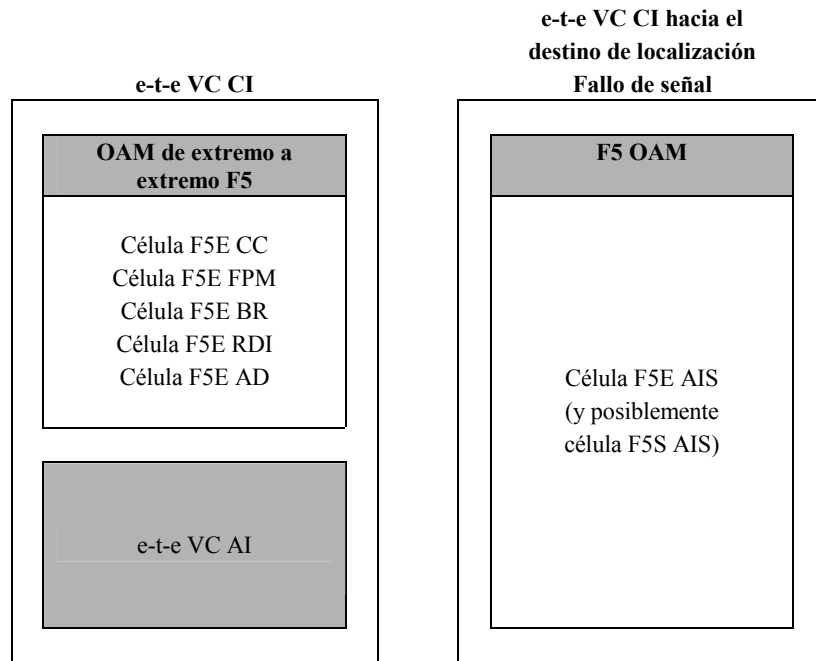 e-t-e VC CI
OAM de extremo a
extremo F5
Célula F5E CC
Célula F5E FPM
Célula F5E BR
Célula F5E RDI
Célula F5E AD
e-t-e VC AI
e-t-e VC CI hacia el
destino de localización
Fallo de señal
F5 OAM
Célula F5E AIS
(y posiblemente
célula F5S AIS)